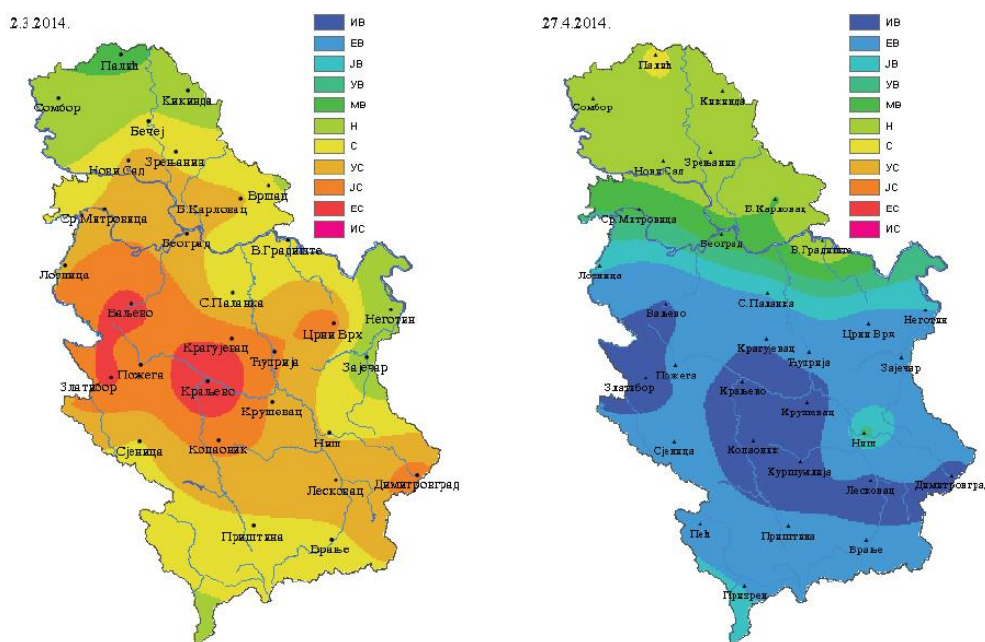 2.3.2014.
ИВ
ЕВ
ЈВ
УВ
МВ
Н
С
УС
ЈС
ЕС
ИС
Палић
Сомбор
Кикинда
Бечеј
Нови Сад
Зрењанин
Вршац
Ср.Митровица
В.Карловац
Београд
В.Градиште
Лозница
С.Паланка
Ваљево
Црни Врх
Неготин
Крагујевац
Ћуприја
Зајечар
Пожега
Златибор
Краљево
Крушевац
Сјеница
Копаоник
Ниш
Димитровград
Лесковац
Приштина
Врање
27.4.2014.
ИВ
ЕВ
ЈВ
УВ
МВ
Н
С
УС
ЈС
ЕС
ИС
Палић
Сомбор
Кикинда
Зрењанин
Нови Сад
В.Карловац
Ср.Митровица
Београд
В.Градиште
Лозница
С.Паланка
Ваљево
Неготин
Црни Врх
Крагујевац
Ћуприја
Зајечар
Пожега
Златибор
Краљево
Крушевац
Ниш
Сјеница
Копаоник
Куршумлија
Лесковац
Димитровград
Пећ
Приштина
Врање
Призрен